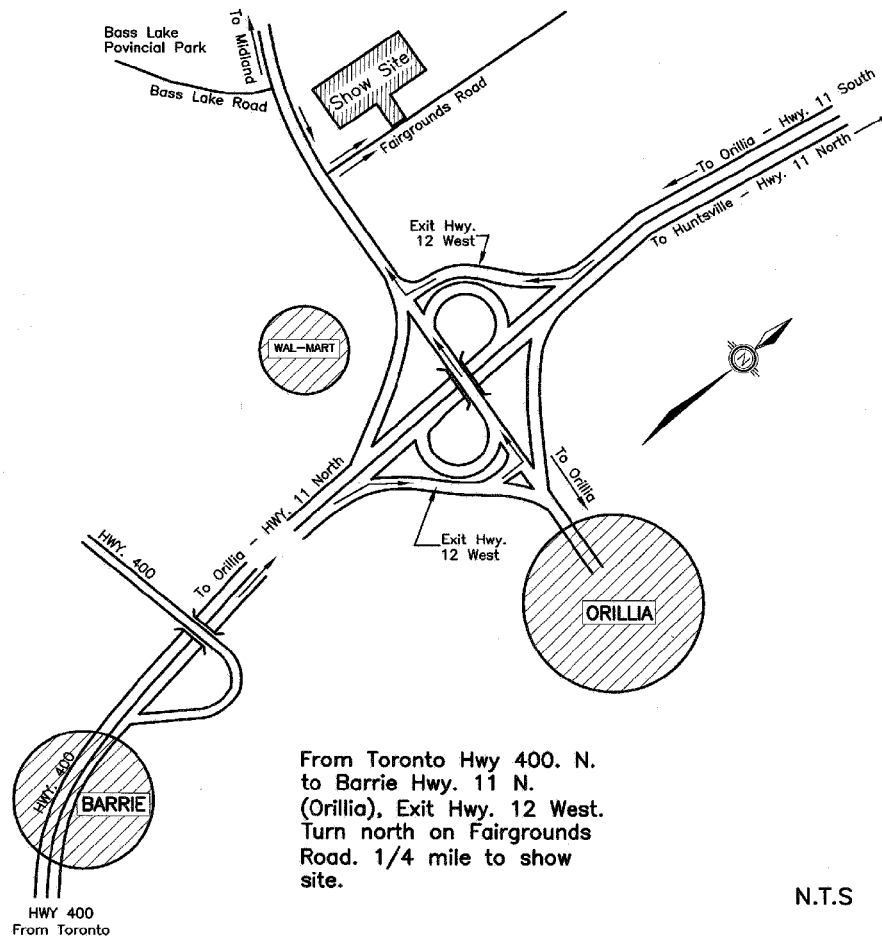 Bass Lake
Povincial Park
To Midland
Bass Lake Road
Show Site
Fairgrounds Road
To Orillia - Hwy. 11 South
To Huntsville - Hwy. 11 North
Exit Hwy.
12 West
WAL-MART
N
To Orillia
To Orillia - HWY. 11 North
Exit Hwy.
12 West
HWY. 400
ORILLIA
HWY. 400
BARRIE
From Toronto Hwy 400. N.
to Barrie Hwy. 11 N.
(Orillia), Exit Hwy. 12 West.
Turn north on Fairgrounds
Road. 1/4 mile to show
site.
N.T.S
HWY 400
From Toronto